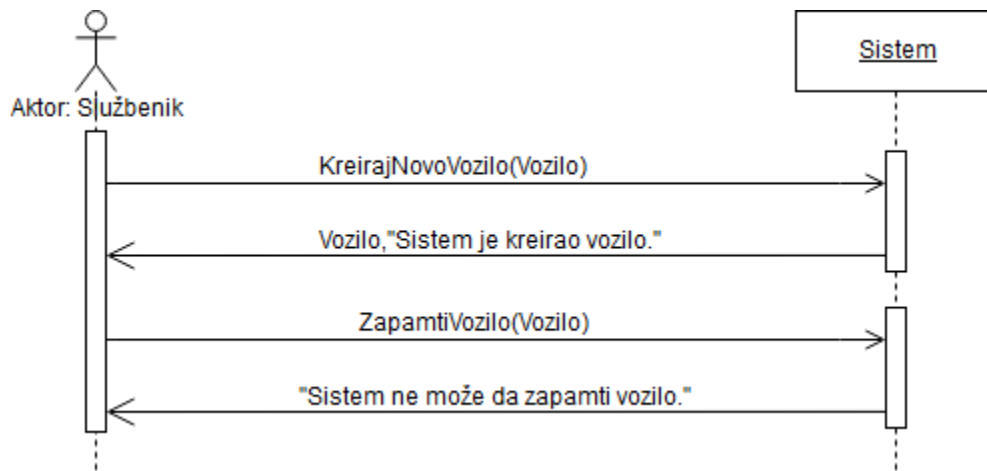 Sistem
Aktor: Službenik
KreirajNovoVozilo(Vozilo)
Vozilo,"Sistem je kreirao vozilo."
ZapamtiVozilo(Vozilo)
"Sistem ne može da zapamti vozilo."